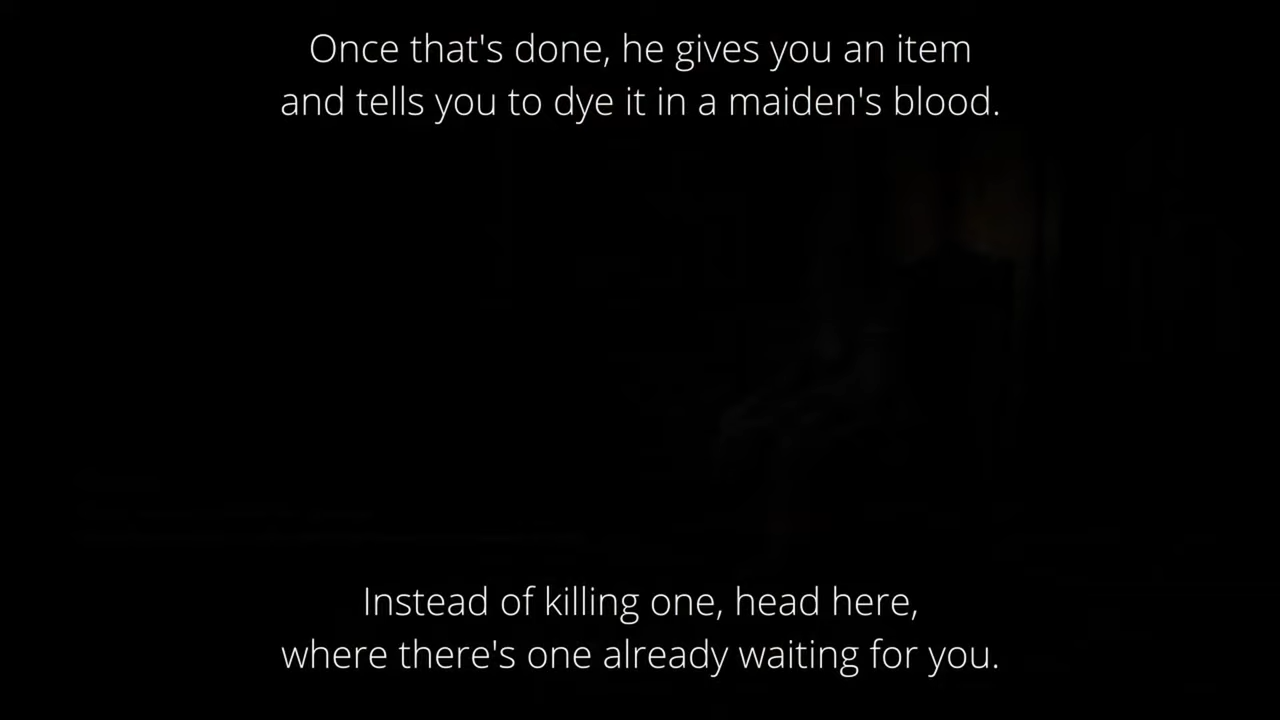 Once that's done, he gives you an item
and tells you to dye it in a maiden's blood.
Instead of killing one, head here,
where there's one already waiting for you.